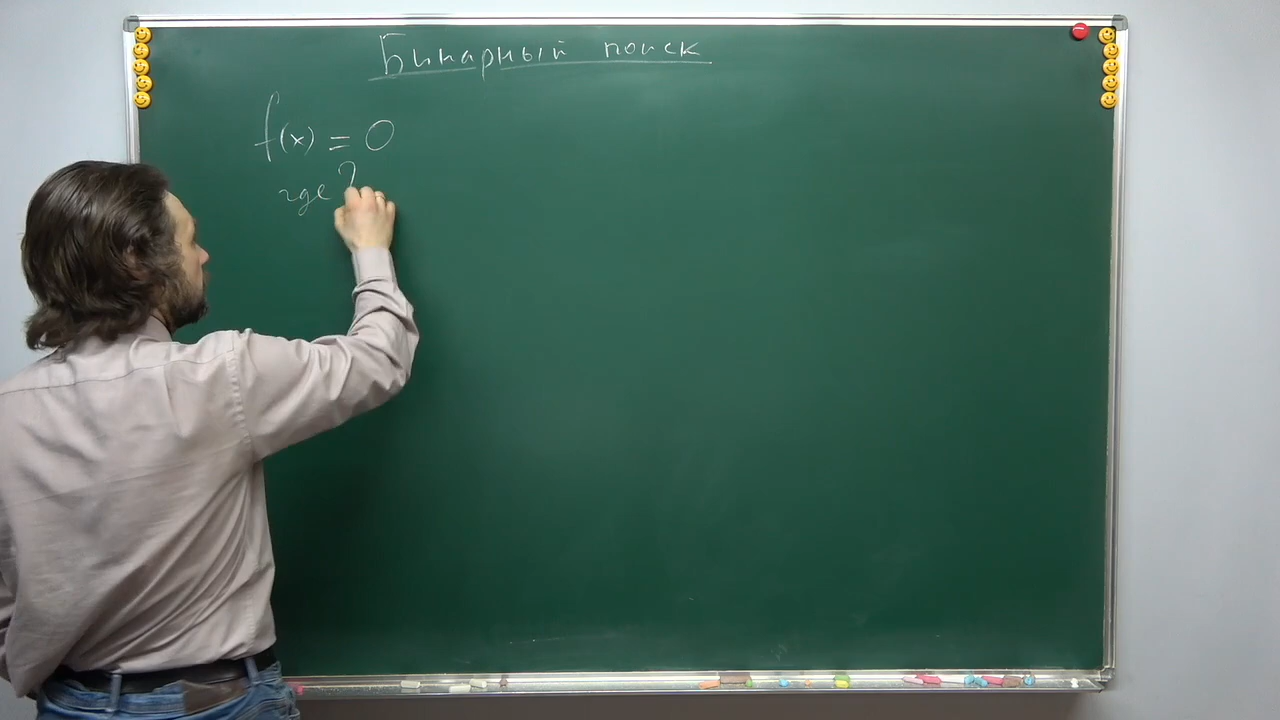 Бинарный поиск
f(x) = 0
где ?